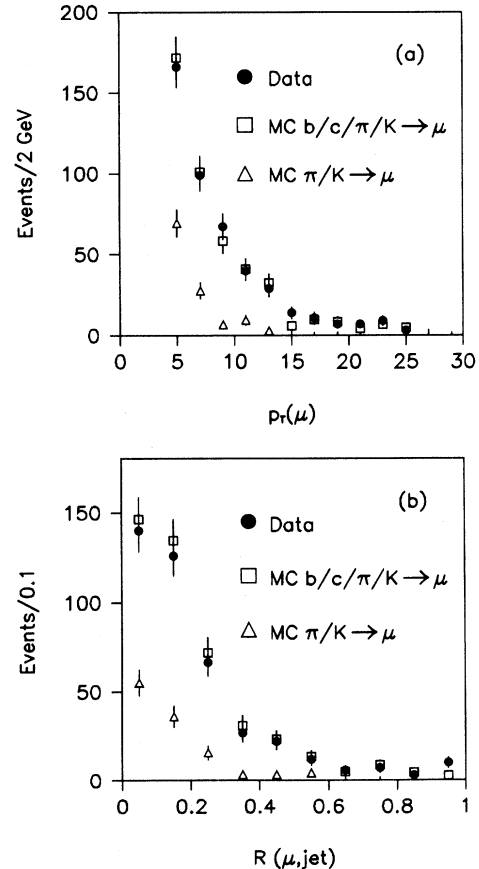 (a)
Data
MC b/c/π/K→μ
MC π/K→μ
Events/2 GeV
200
150
100
50
0
0 5 10 15 20 25 30
p_T(μ)
(b)
Data
MC b/c/π/K→μ
MC π/K→μ
Events/0.1
150
100
50
0
0 0.2 0.4 0.6 0.8 1
R (μ,jet)